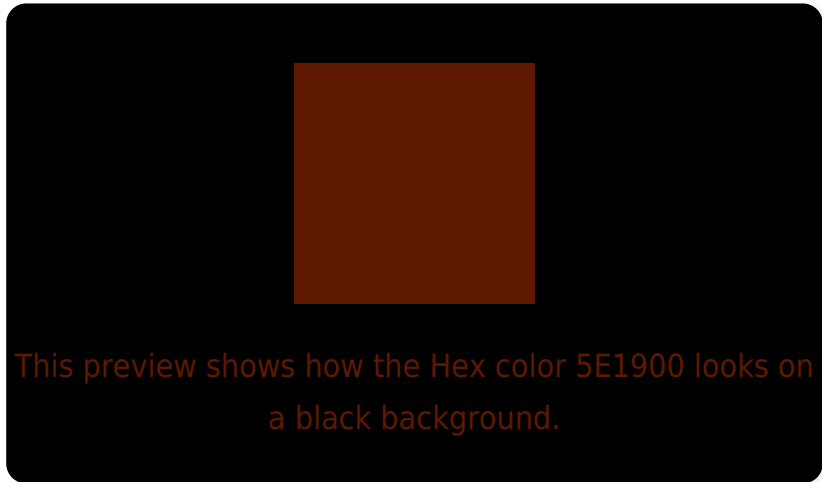 This preview shows how the Hex color 5E1900 looks on
a black background.